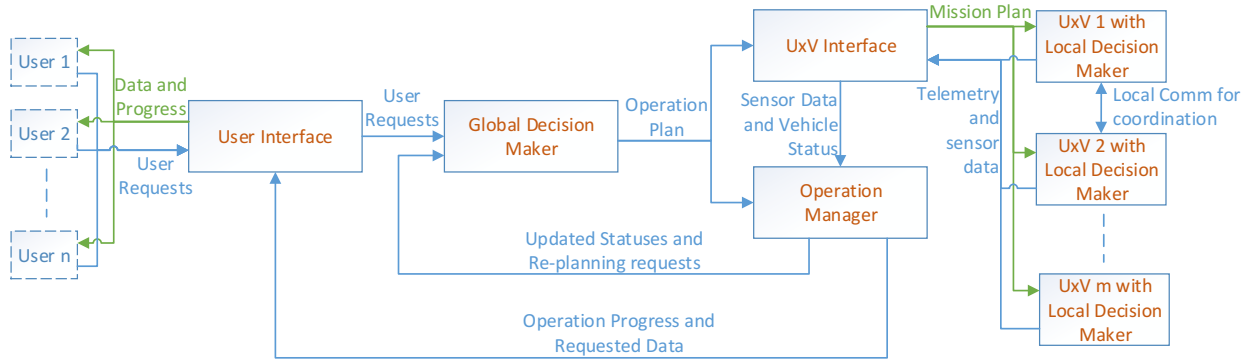 User 1
Data and
Progress
User 2
User
Requests
User n
User Interface
User
Requests
Global Decision
Maker
Operation
Plan
UxV Interface
Sensor Data
and Vehicle
Status
Operation
Manager
Updated Statuses and
Re-planning requests
Operation Progress and
Requested Data
Mission Plan
Telemetry
and
sensor
data
UxV 1 with
Local Decision
Maker
Local Comm for
coordination
UxV 2 with
Local Decision
Maker
UxV m with
Local Decision
Maker